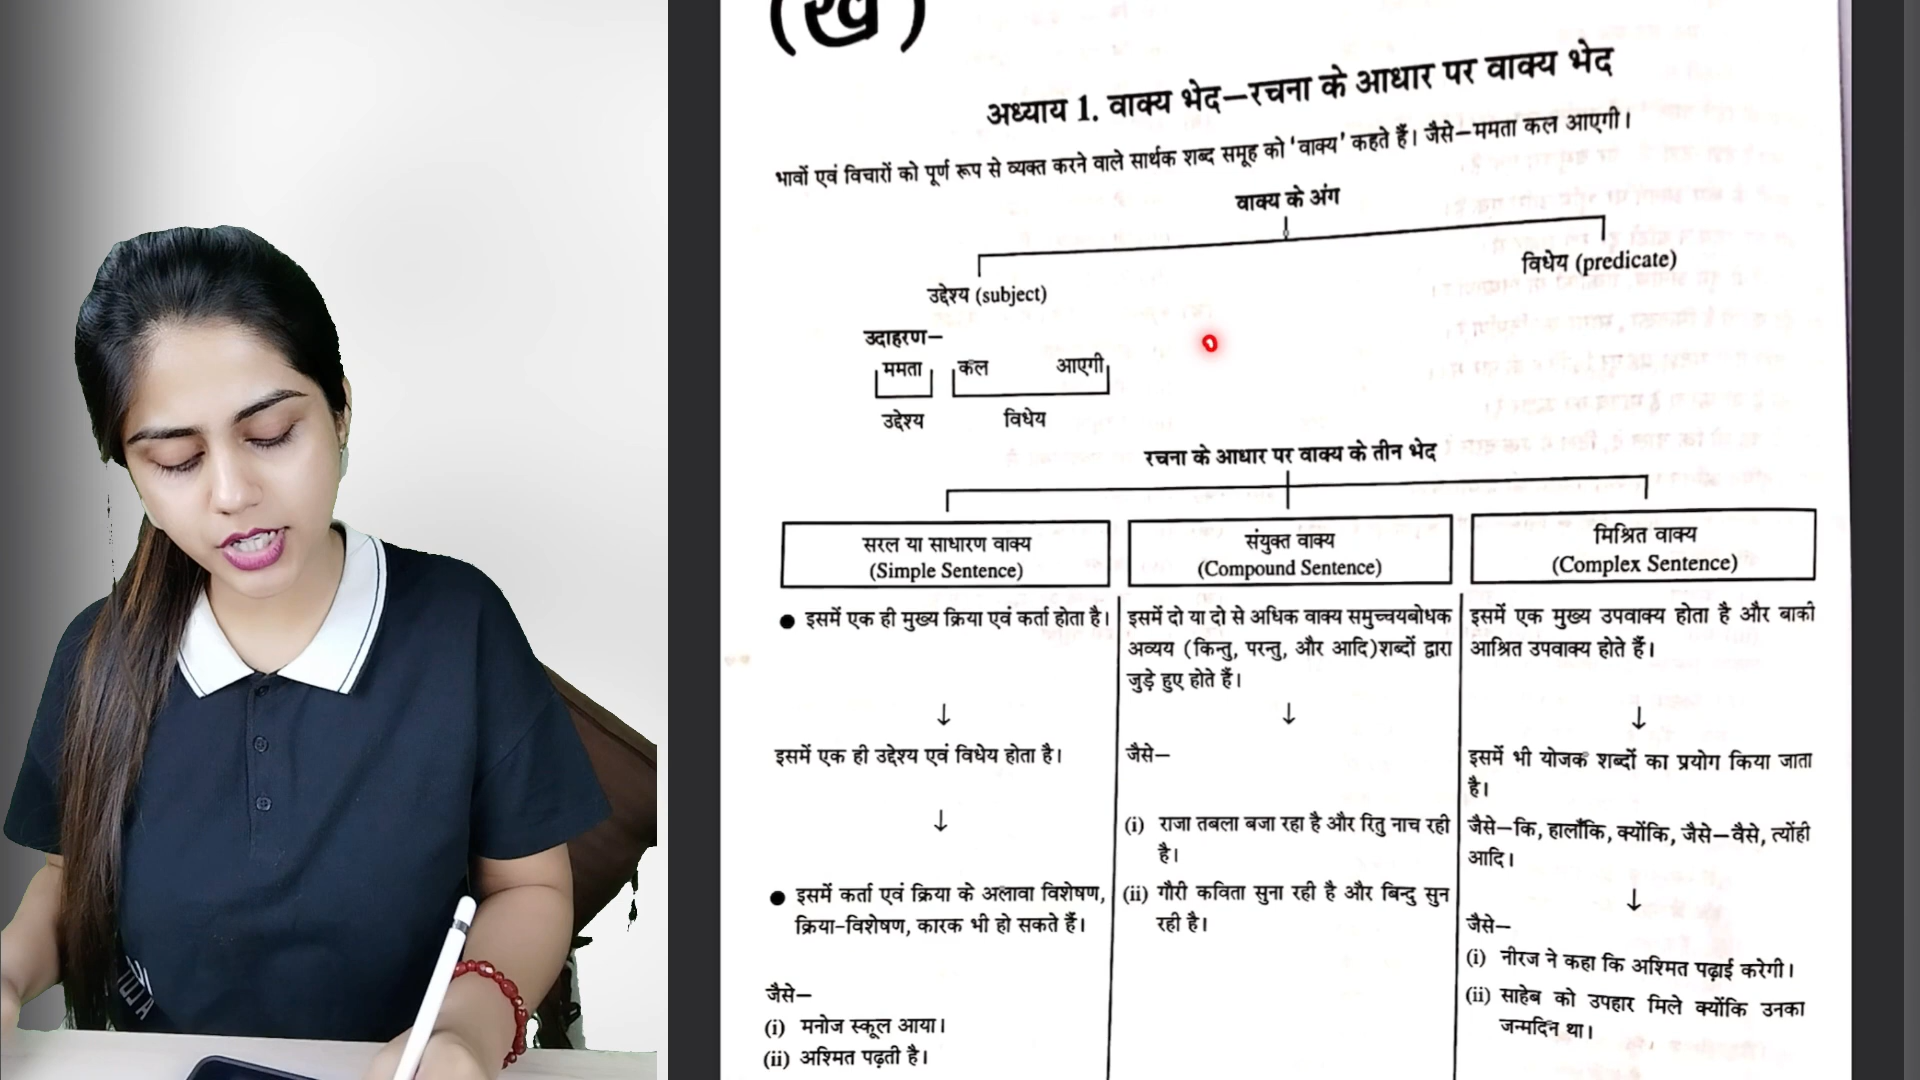 (ख)
अध्याय 1. वाक्य भेद–रचना के आधार पर वाक्य भेद
भावों एवं विचारों को पूर्ण रूप से व्यक्त करने वाले सार्थक शब्द समूह को 'वाक्य' कहते हैं। जैसे–ममता कल आएगी।
वाक्य के अंग
उद्देश्य (subject)
विधेय (predicate)
उदाहरण–
ममता कल आएगी
उद्देश्य विधेय
रचना के आधार पर वाक्य के तीन भेद
सरल या साधारण वाक्य
(Simple Sentence)
● इसमें एक ही मुख्य क्रिया एवं कर्ता होता है।
↓
इसमें एक ही उद्देश्य एवं विधेय होता है।
↓
● इसमें कर्ता एवं क्रिया के अलावा विशेषण,
क्रिया-विशेषण, कारक भी हो सकते हैं।
जैसे–
(i) मनोज स्कूल आया।
(ii) अश्मित पढ़ती है।
संयुक्त वाक्य
(Compound Sentence)
इसमें दो या दो से अधिक वाक्य समुच्चयबोधक
अव्यय (किन्तु, परन्तु, और आदि)शब्दों द्वारा
जुड़े हुए होते हैं।
↓
जैसे–
(i) राजा तबला बजा रहा है और रितु नाच रही
है।
(ii) गौरी कविता सुना रही है और बिन्दु सुन
रही है।
मिश्रित वाक्य
(Complex Sentence)
इसमें एक मुख्य उपवाक्य होता है और बाकी
आश्रित उपवाक्य होते हैं।
↓
इसमें भी योजक शब्दों का प्रयोग किया जाता
है।
जैसे–कि, हालाँकि, क्योंकि, जैसे–वैसे, त्योंही
आदि।
↓
जैसे–
(i) नीरज ने कहा कि अश्मित पढ़ाई करेगी।
(ii) साहेब को उपहार मिले क्योंकि उनका
जन्मदिन था।